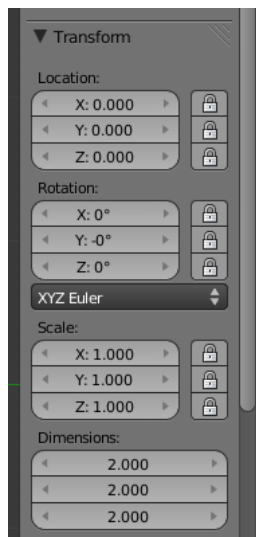 Transform
Location:
X: 0.000
Y: 0.000
Z: 0.000
Rotation:
X: 0°
Y: -0°
Z: 0°
XYZ Euler
Scale:
X: 1.000
Y: 1.000
Z: 1.000
Dimensions:
2.000
2.000
2.000